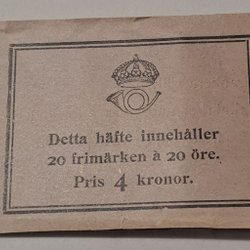 Detta häfte innehåller
20 frimärken à 20 öre.
Pris 4 kronor.